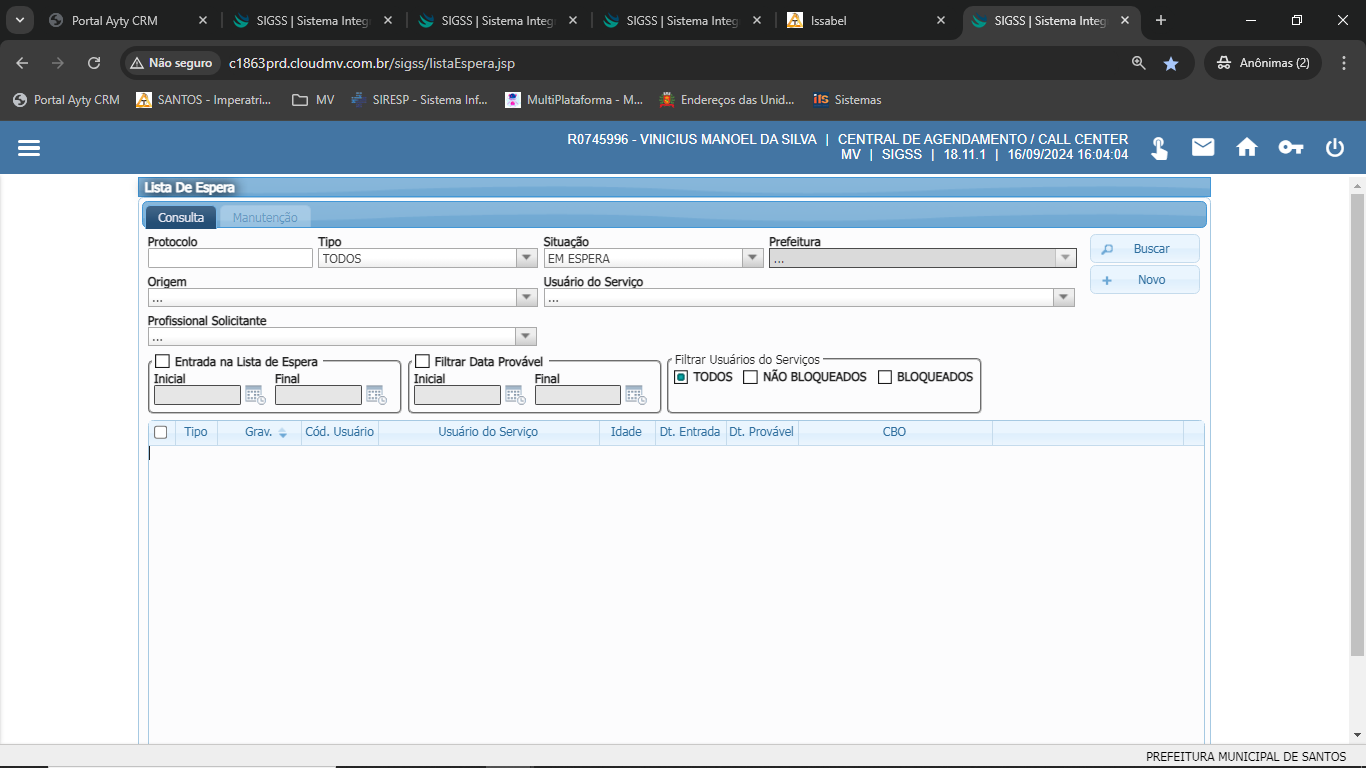 Portal Ayty CRM
SIGSS | Sistema Integ
SIGSS | Sistema Integ
SIGSS | Sistema Integ
Issabel
SIGSS | Sistema Integ
Não seguro
c1863prd.cloudmv.com.br/sigss/listaEspera.jsp
Anônimas (2)
Portal Ayty CRM
SANTOS - Imperatri...
MV
SIRESP - Sistema Inf...
MultiPlataforma - M...
Endereços das Unid...
Sistemas
R0745996 - VINICIUS MANOEL DA SILVA | CENTRAL DE AGENDAMENTO / CALL CENTER
MV | SIGSS | 18.11.1 | 16/09/2024 16:04:04
Lista De Espera
Consulta Manutenção
Protocolo Tipo Situação Prefeitura
TODOS EM ESPERA ...
Buscar
Origem Usuário do Serviço
... ...
Novo
Profissional Solicitante
...
Entrada na Lista de Espera
Inicial Final
Filtrar Data Provável
Inicial Final
Filtrar Usuários do Serviços
TODOS NÃO BLOQUEADOS BLOQUEADOS
Tipo Grav. Cód. Usuário Usuário do Serviço Idade Dt. Entrada Dt. Provável CBO
PREFEITURA MUNICIPAL DE SANTOS